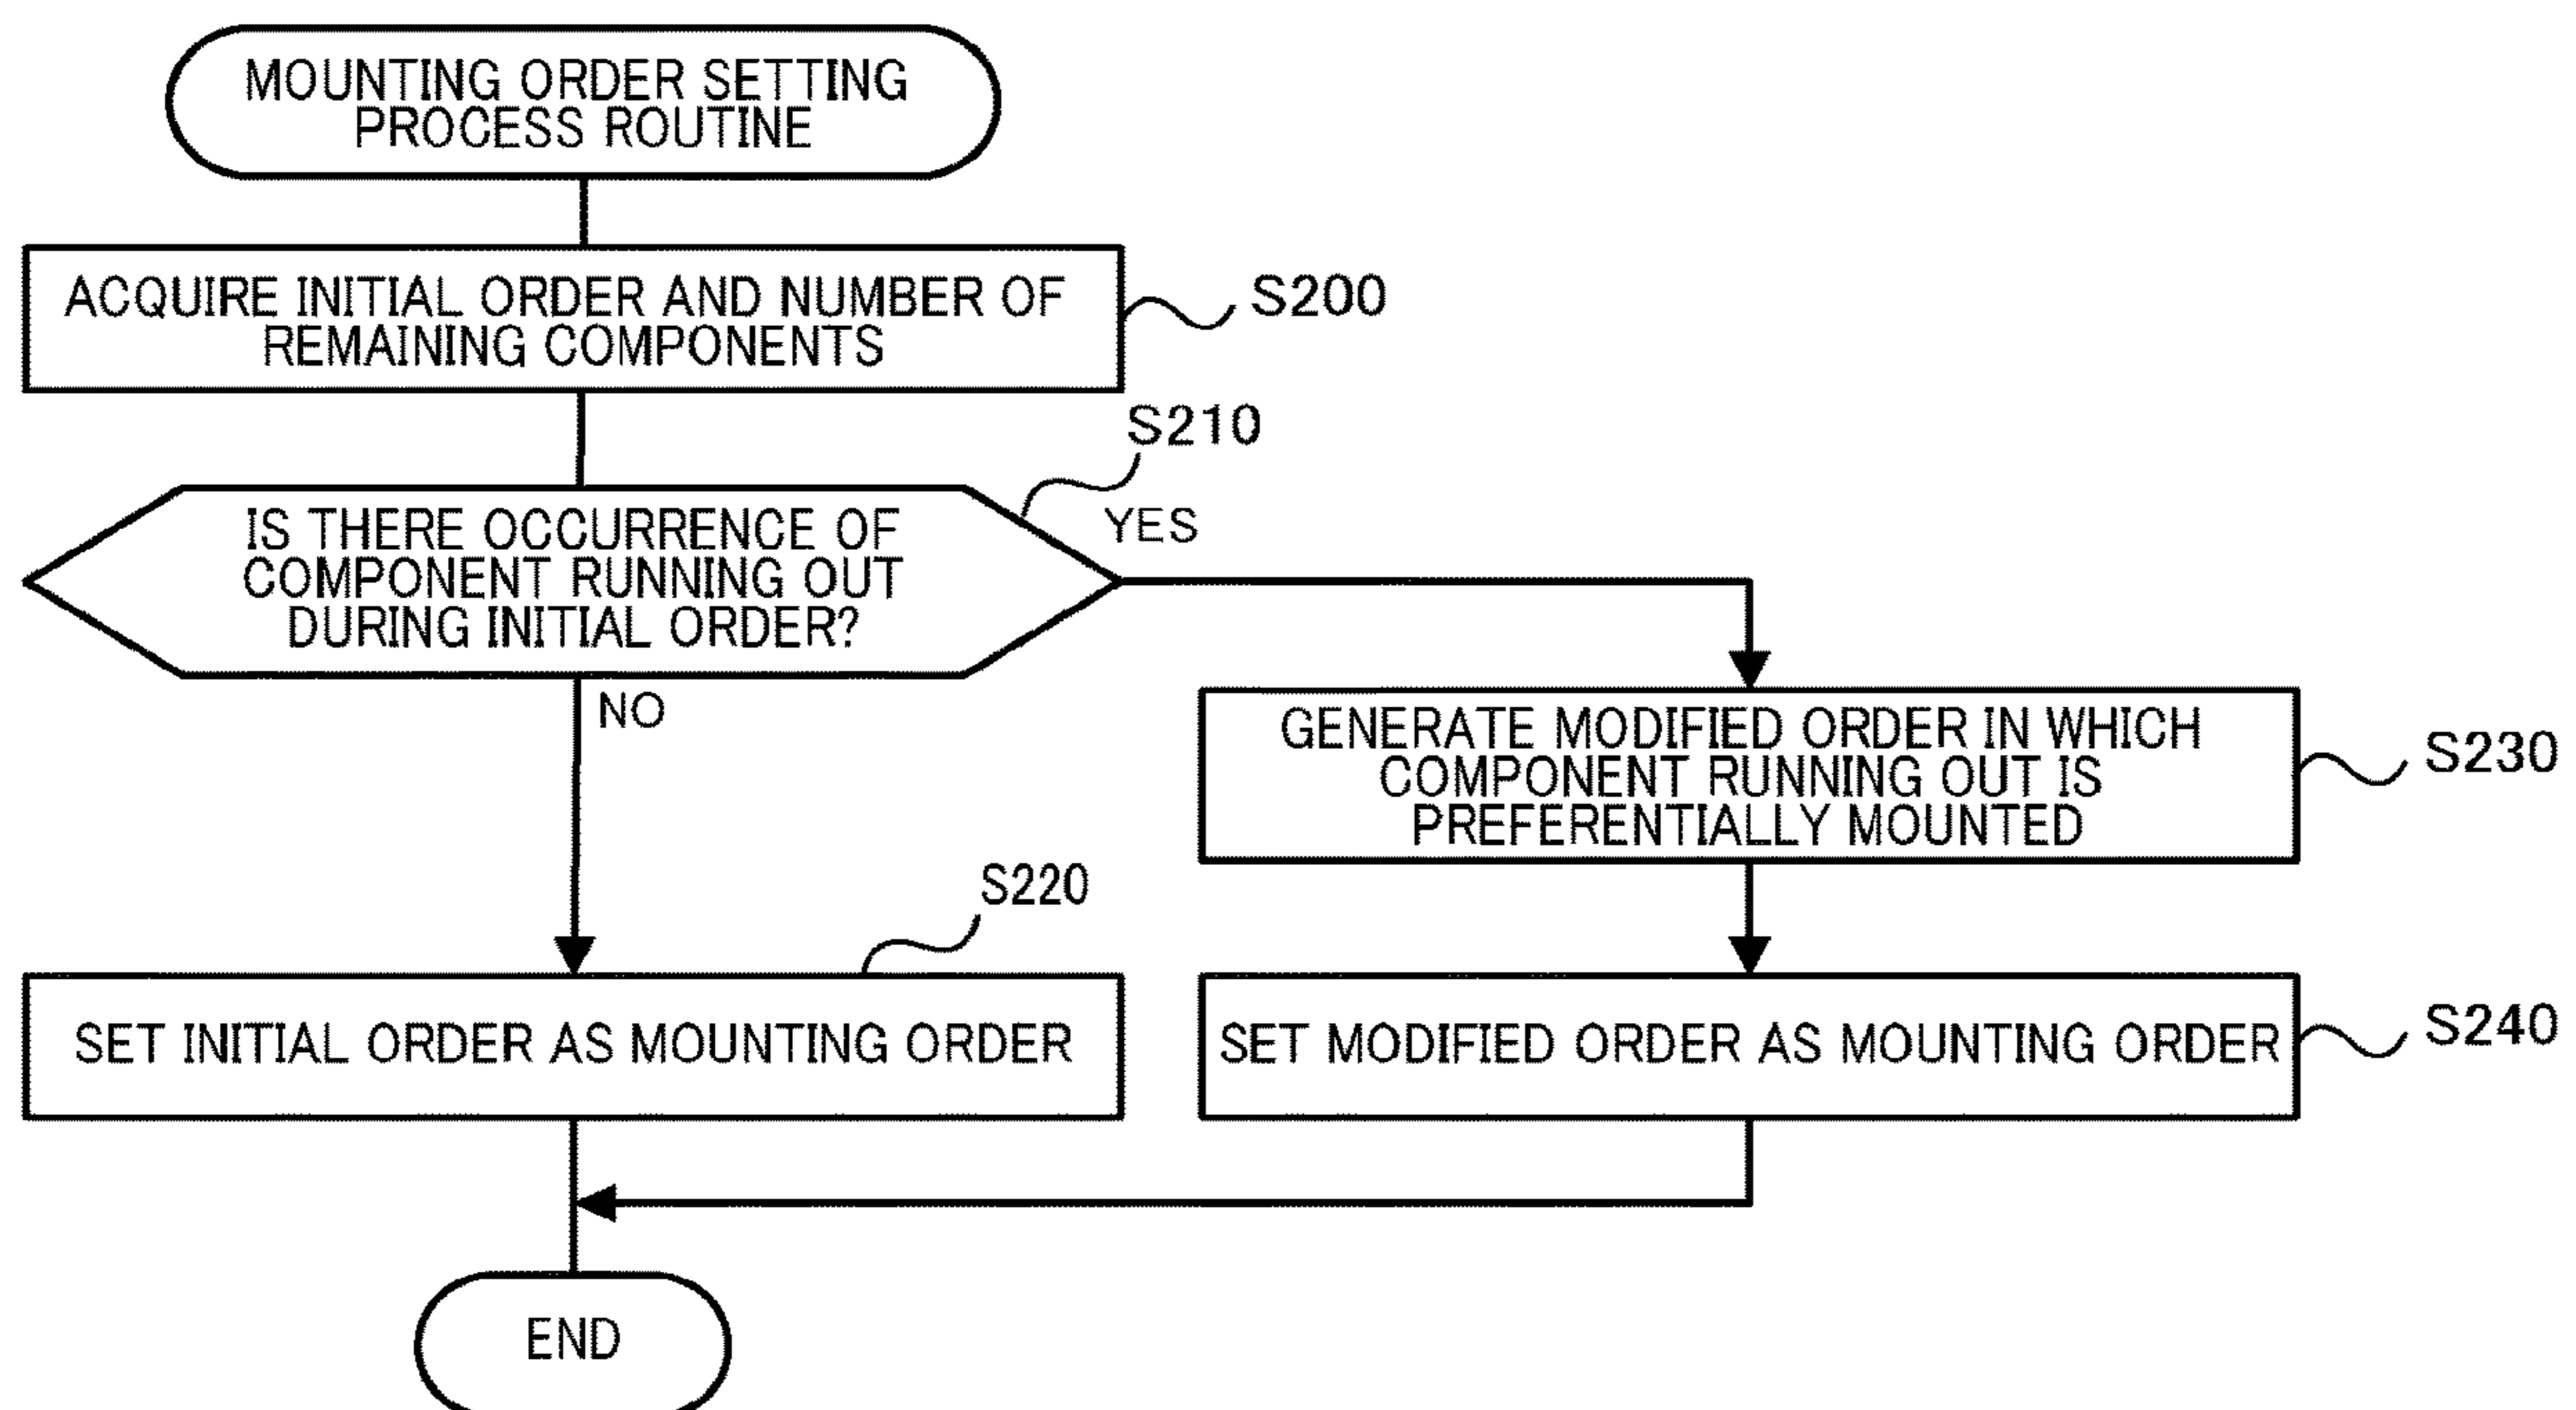 MOUNTING ORDER SETTING
PROCESS ROUTINE
ACQUIRE INITIAL ORDER AND NUMBER OF
REMAINING COMPONENTS
S200
S210
IS THERE OCCURRENCE OF
COMPONENT RUNNING OUT
DURING INITIAL ORDER?
YES
NO
GENERATE MODIFIED ORDER IN WHICH
COMPONENT RUNNING OUT IS
PREFERENTIALLY MOUNTED
S230
S220
SET INITIAL ORDER AS MOUNTING ORDER
SET MODIFIED ORDER AS MOUNTING ORDER
S240
END